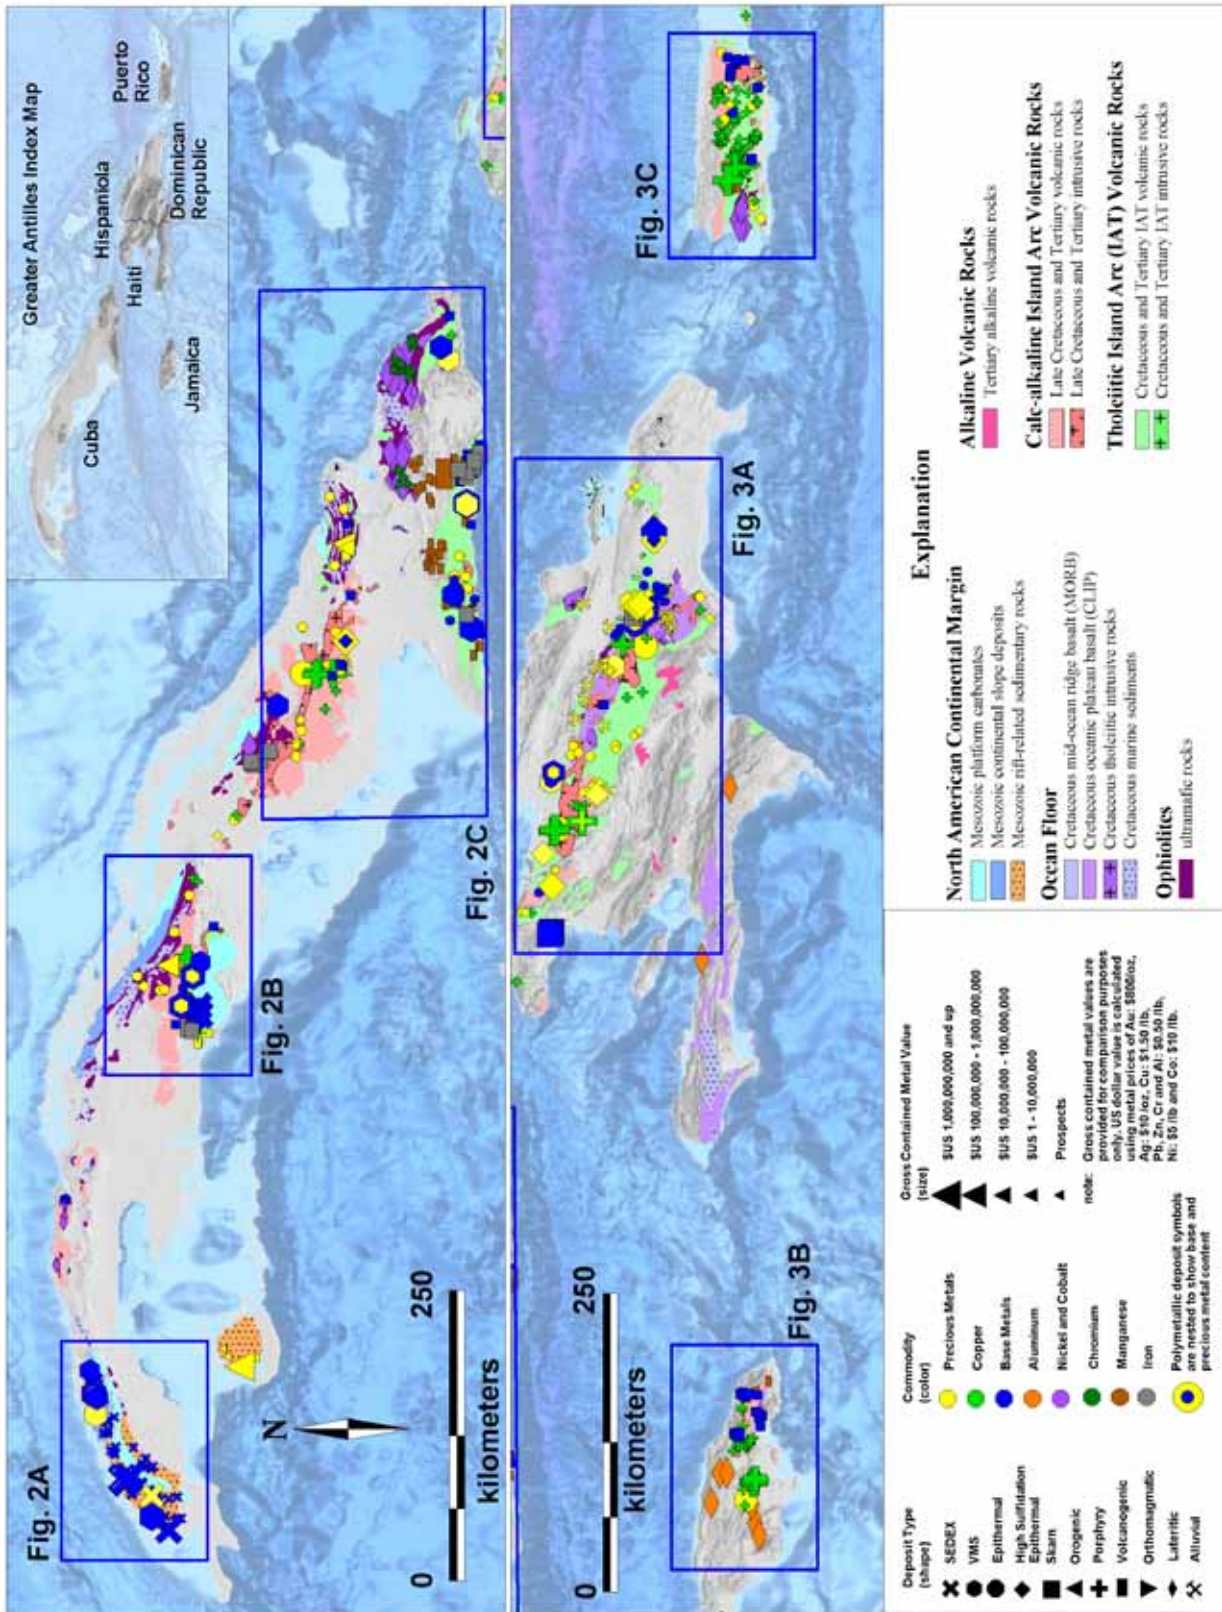 Greater Antilles Index Map
Cuba
Hispaniola
Puerto
Rico
Haiti
Dominican
Republic
Jamaica
Fig. 2A
Fig. 2B
Fig. 2C
N
0
250
kilometers
Fig. 3A
Fig. 3B
Fig. 3C
0
250
kilometers
Deposit Type
(shape)
SEDEX
VMS
Epithermal
High Sulfidation
Epithermal
Skarn
Orogenic
Porphyry
Volcanogenic
Orthomagmatic
Lateritic
Alluvial
Commodity
(color)
Precious Metals
Copper
Base Metals
Aluminum
Nickel and Cobalt
Chromium
Manganese
Iron
Polymetallic deposit symbols
are nested to show base and
precious metal content
Gross Contained Metal Value
(size)
$US 1,000,000,000 and up
$US 100,000,000 - 1,000,000,000
$US 10,000,000 - 100,000,000
$US 1 - 10,000,000
Prospects
note: Gross contained metal values are
provided for comparison purposes
only. US dollar value is calculated
using metal prices of Au: $806/oz,
Ag: $10 /oz, Cu: $1.50 /lb,
Pb, Zn, Cr and Al: $0.50 /lb,
Ni: $5 /lb and Co: $10 /lb.
Explanation
North American Continental Margin
Mesozoic platform carbonates
Mesozoic continental slope deposits
Mesozoic rift-related sedimentary rocks
Ocean Floor
Cretaceous mid-ocean ridge basalt (MORB)
Cretaceous oceanic plateau basalt (CLIP)
Cretaceous tholeiitic intrusive rocks
Cretaceous marine sediments
Ophiolites
ultramafic rocks
Alkaline Volcanic Rocks
Tertiary alkaline volcanic rocks
Calc-alkaline Island Arc Volcanic Rocks
Late Cretaceous and Tertiary volcanic rocks
Late Cretaceous and Tertiary intrusive rocks
Tholeiitic Island Arc (IAT) Volcanic Rocks
Cretaceous and Tertiary IAT volcanic rocks
Cretaceous and Tertiary IAT intrusive rocks